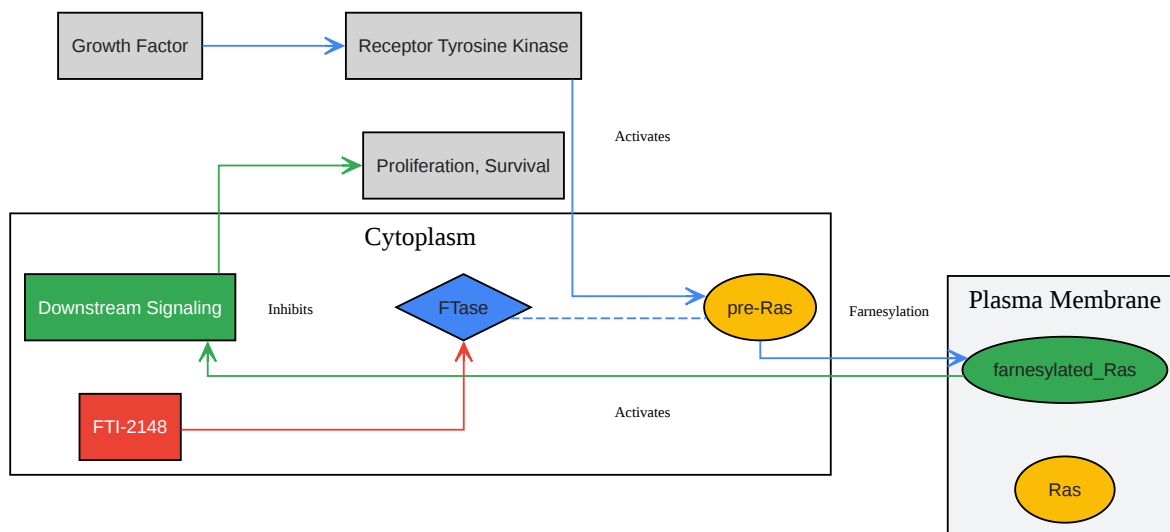 Growth Factor
Receptor Tyrosine Kinase
Activates
Proliferation, Survival
Cytoplasm
Downstream Signaling
Inhibits
FTase
pre-Ras
Farnesylation
Plasma Membrane
farnesylated_Ras
FTI-2148
Activates
Ras